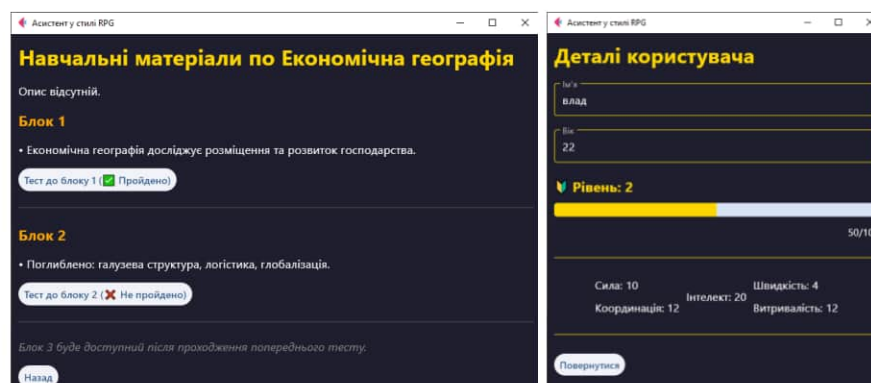 Асистент у стилі RPG
Навчальні матеріали по Економічна географія
Опис відсутній.
Блок 1
• Економічна географія досліджує розміщення та розвиток господарства.
Тест до блоку 1 (✅ Пройдено)
Блок 2
• Поглиблено: галузева структура, логістика, глобалізація.
Тест до блоку 2 (❌ Не пройдено)
Блок 3 буде доступний після проходження попереднього тесту.
Назад
Асистент у стилі RPG
Деталі користувача
Ім'я
влад
Вік
22
Рівень: 2
50/10
Сила: 10
Швидкість: 4
Інтелект: 20
Координація: 12
Витривалість: 12
Повернутися